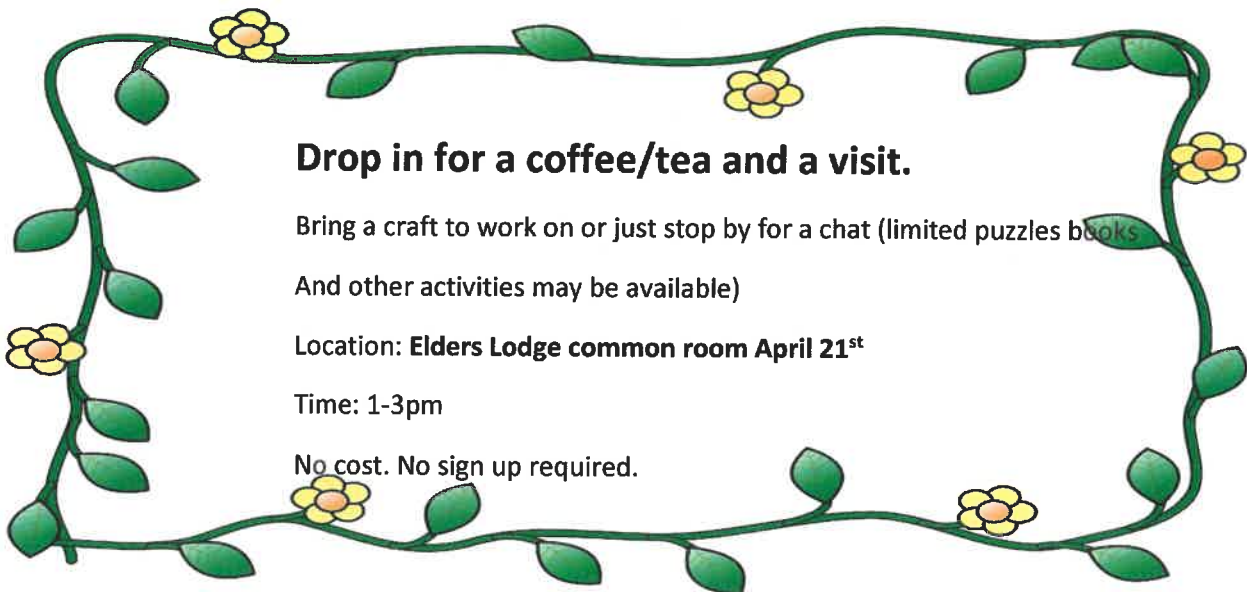 Drop in for a coffee/tea and a visit.
Bring a craft to work on or just stop by for a chat (limited puzzles books
And other activities may be available)
Location: Elders Lodge common room April 21st
Time: 1-3pm
No cost. No sign up required.